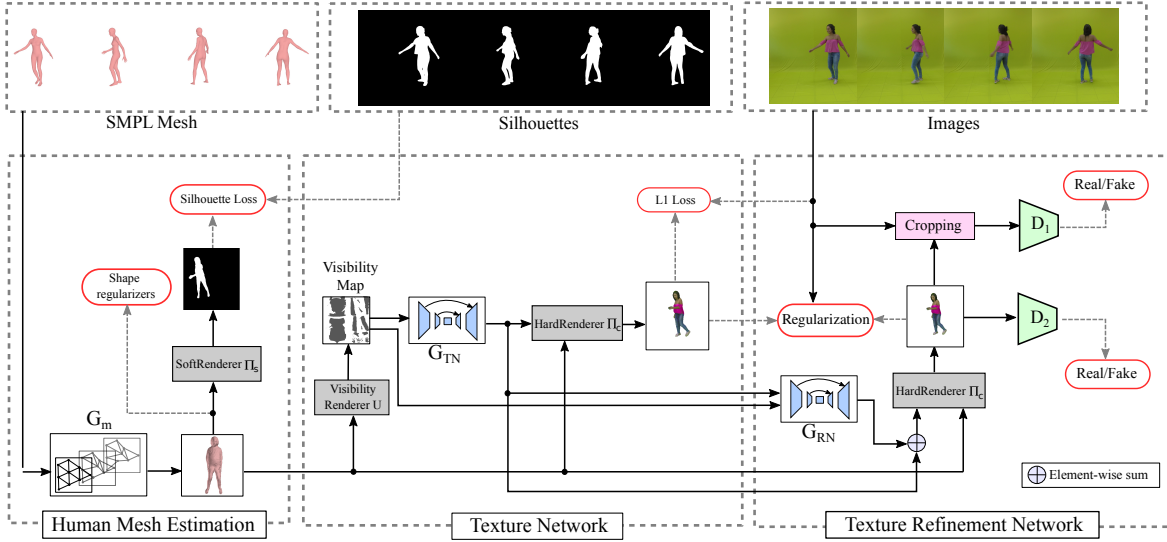 SMPL Mesh
Silhouettes
Images
Silhouette Loss
Shape
regularizers
SoftRenderer Π_s
G_m
Human Mesh Estimation
Visibility
Map
G_TN
Visibility
Renderer U
HardRenderer Π_c
L1 Loss
Texture Network
Real/Fake
Cropping
D_1
Regularization
D_2
Real/Fake
HardRenderer Π_c
G_RN
Element-wise sum
Texture Refinement Network